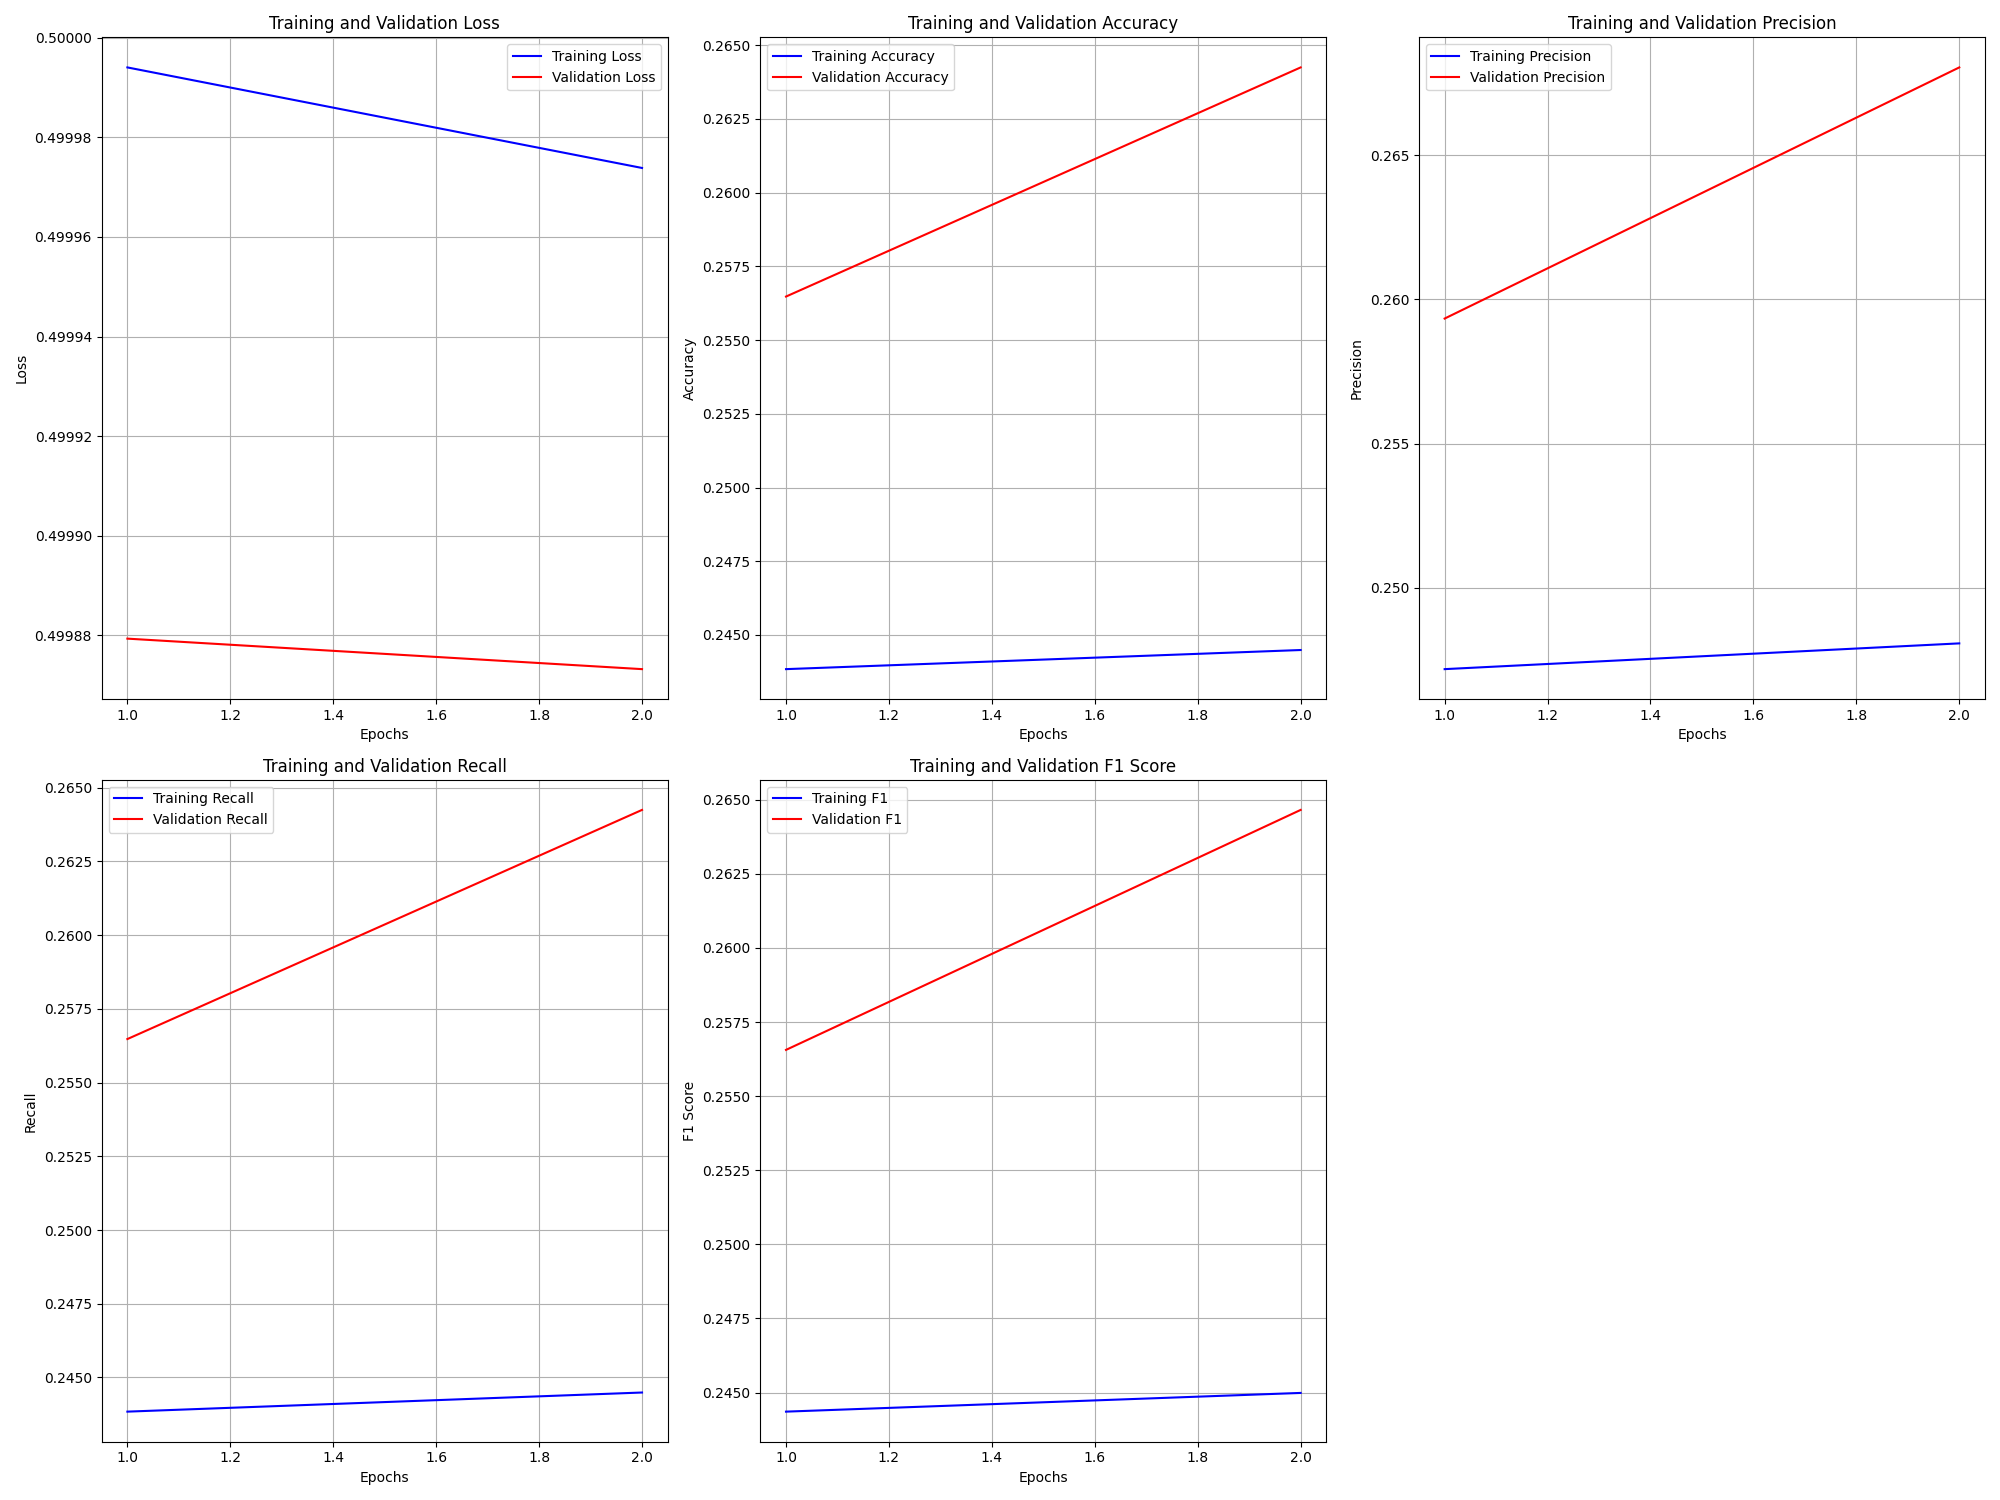 Training and Validation Loss
0.50000
0.49998
0.49996
0.49994
0.49992
0.49990
0.49988
Loss
Training Loss
Validation Loss
1.0 1.2 1.4 1.6 1.8 2.0
Epochs
Training and Validation Accuracy
0.2650
0.2625
0.2600
0.2575
0.2550
0.2525
0.2500
0.2475
0.2450
Accuracy
Training Accuracy
Validation Accuracy
1.0 1.2 1.4 1.6 1.8 2.0
Epochs
Training and Validation Precision
0.265
0.260
0.255
0.250
Precision
Training Precision
Validation Precision
1.0 1.2 1.4 1.6 1.8 2.0
Epochs
Training and Validation Recall
0.2650
0.2625
0.2600
0.2575
0.2550
0.2525
0.2500
0.2475
0.2450
Recall
Training Recall
Validation Recall
1.0 1.2 1.4 1.6 1.8 2.0
Epochs
Training and Validation F1 Score
0.2650
0.2625
0.2600
0.2575
0.2550
0.2525
0.2500
0.2475
0.2450
F1 Score
Training F1
Validation F1
1.0 1.2 1.4 1.6 1.8 2.0
Epochs